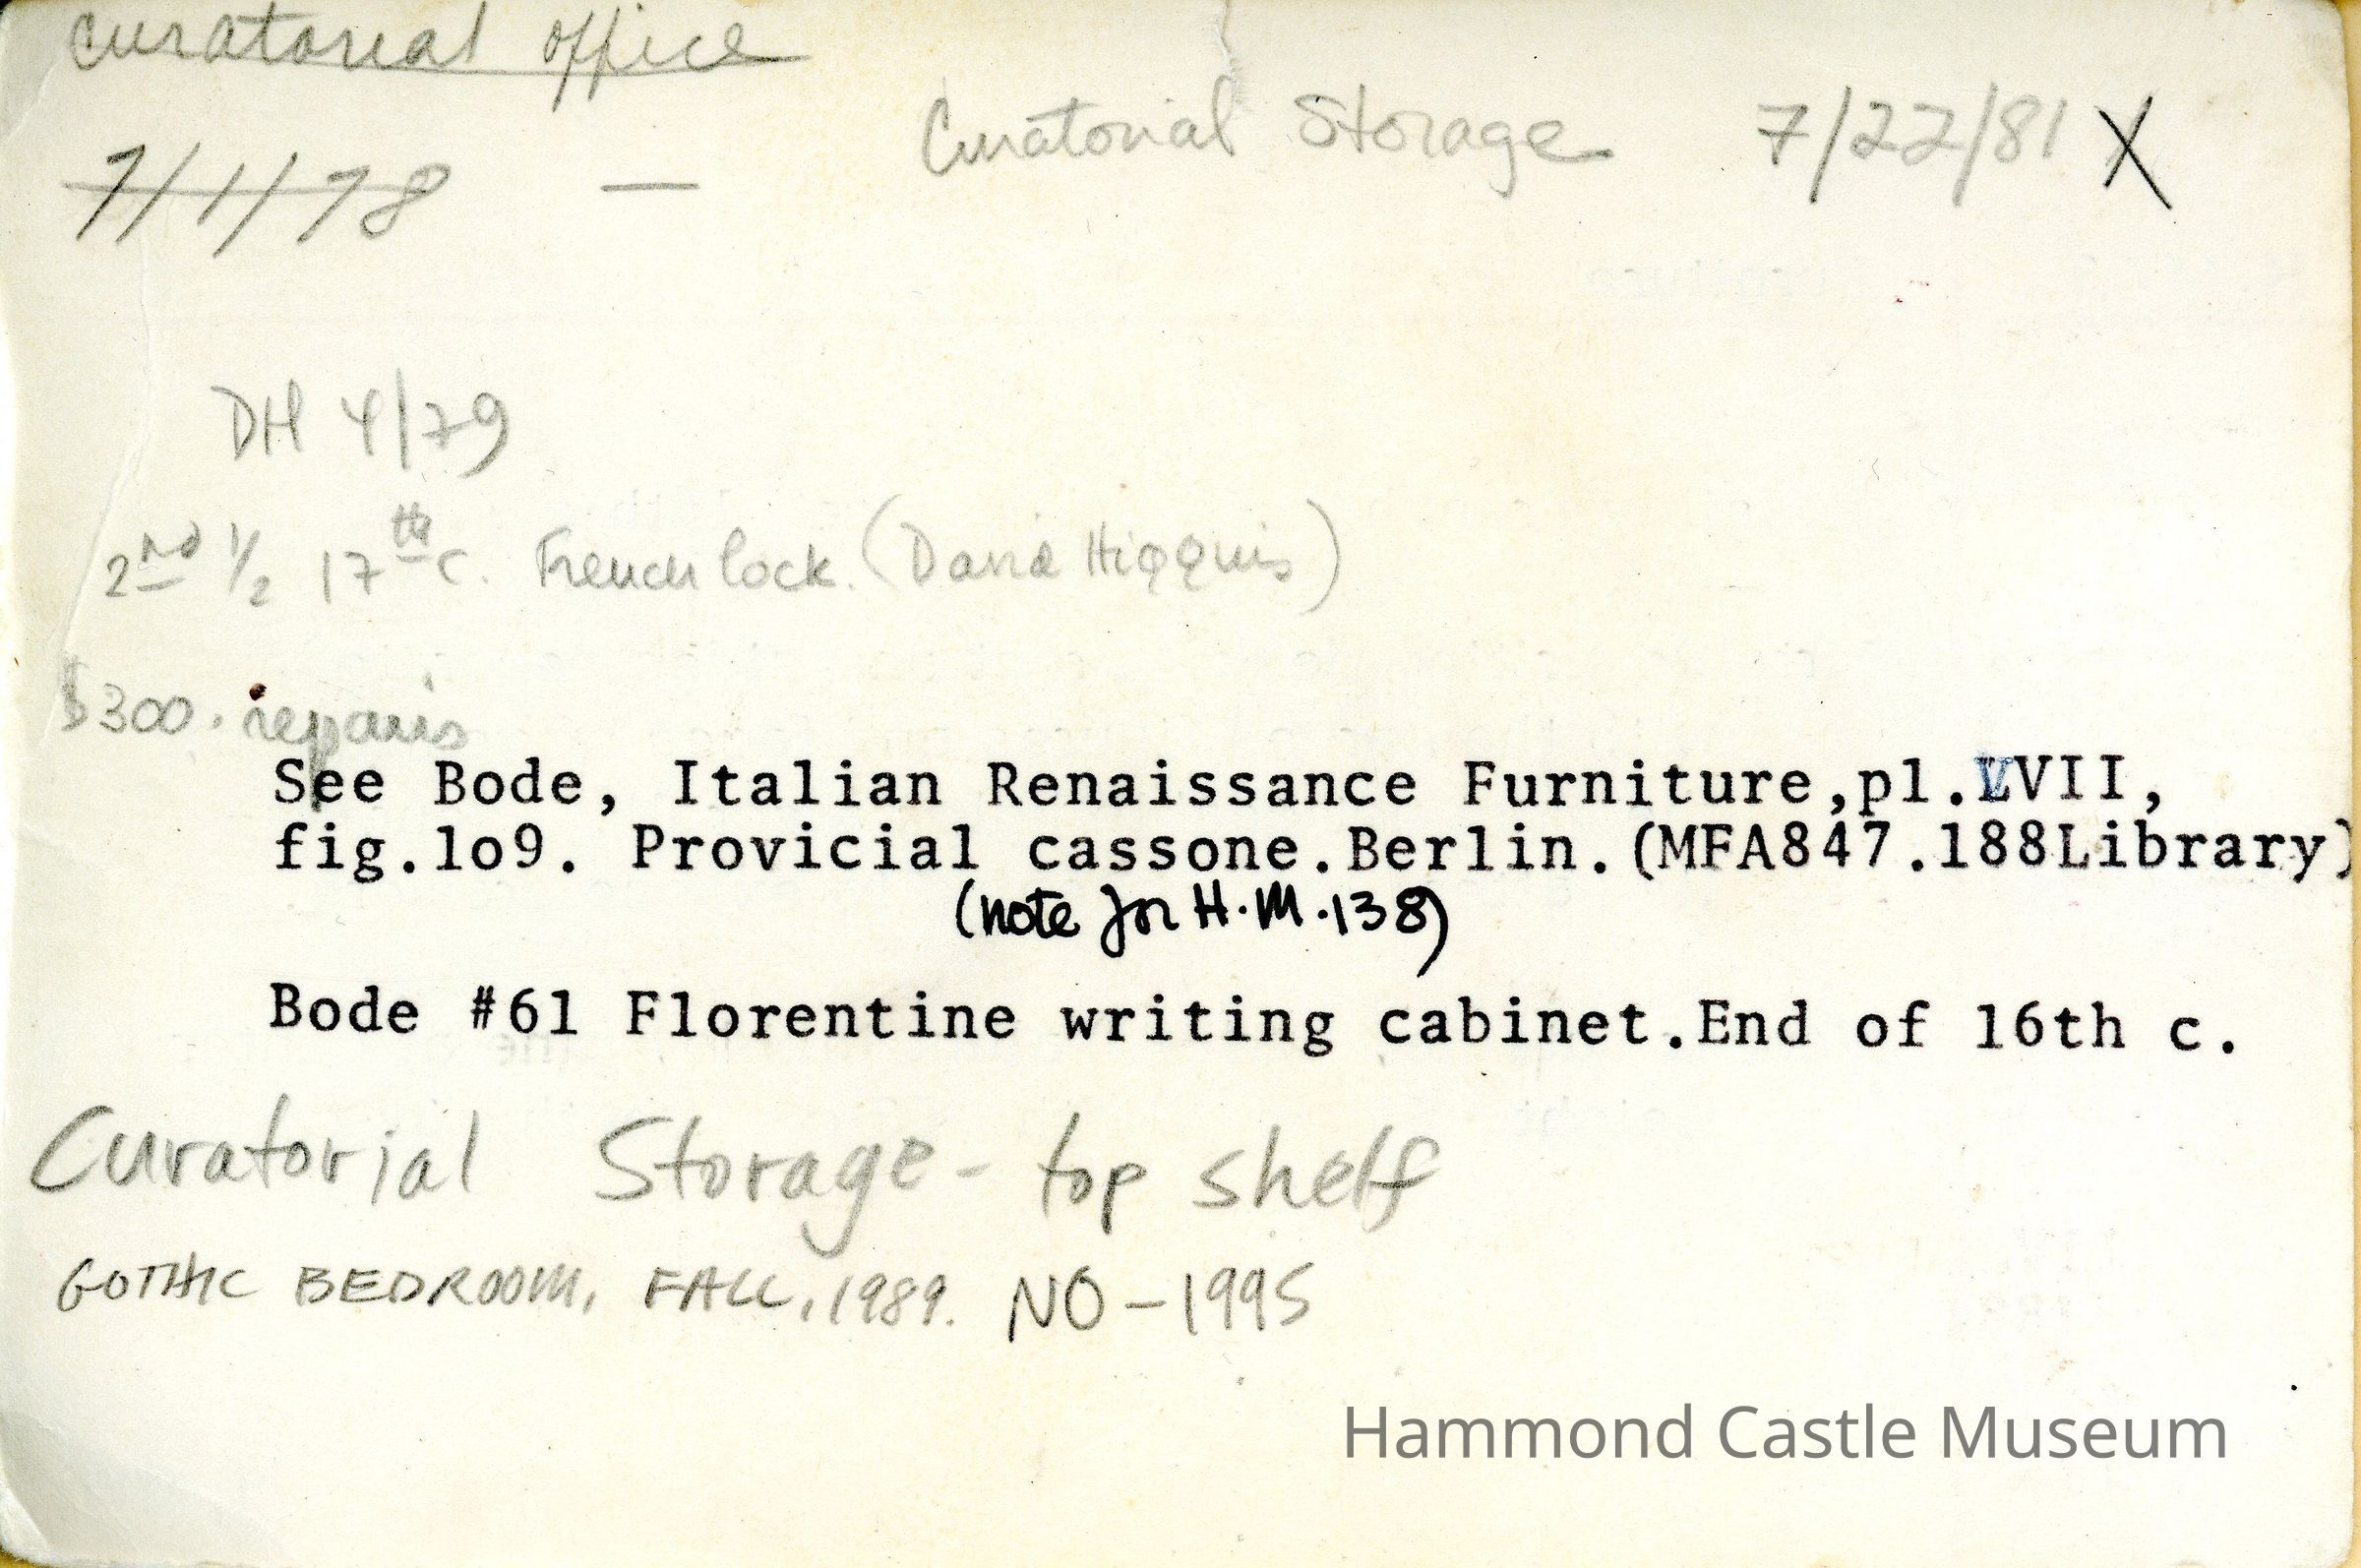 curatorial office
7/1/78 — Curatorial Storage 7/22/81 X
DH 4/79
2nd 1/2 17th c. French lock. (David Higgins)
$300. repairs
See Bode, Italian Renaissance Furniture,pl.LVII,
fig.lo9. Provicial cassone.Berlin.(MFA847.188Library)
(note for H.M.138)
Bode #61 Florentine writing cabinet.End of 16th c.
Curatorial Storage - top shelf
GOTHIC BEDROOM, FALL, 1989. NO - 1995
Hammond Castle Museum